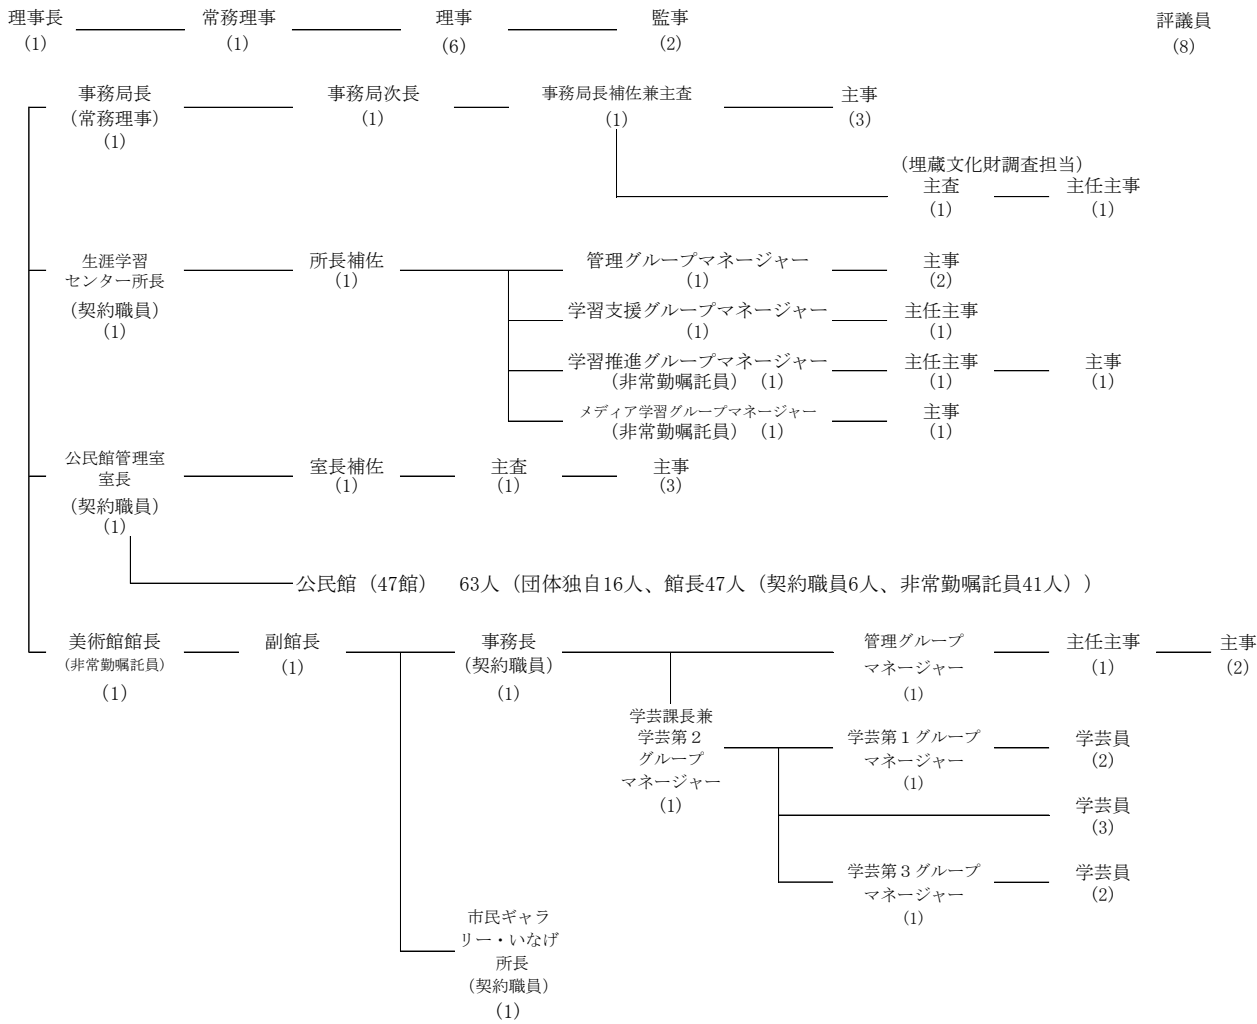 理事長 常務理事 理事 監事 評議員
(1) (1) (6) (2) (8)
事務局長 事務局次長 事務局長補佐兼主査 主事
(常務理事) (1) (1) (3)
(1)
(埋蔵文化財調査担当)
主査 主任主事
(1) (1)
生涯学習 所長補佐 管理グループマネージャー 主事
センター所長 (1) (1) (2)
(契約職員) 学習支援グループマネージャー 主任主事
(1) (1) (1)
学習推進グループマネージャー 主任主事 主事
(非常勤嘱託員) (1) (1) (1)
メディア学習グループマネージャー 主事
(非常勤嘱託員) (1) (1)
公民館管理室 室長補佐 主査 主事
室長 (1) (1) (3)
(契約職員)
(1)
公民館(47館) 63人(団体独自16人、館長47人(契約職員6人、非常勤嘱託員41人))
美術館館長 副館長 事務長 管理グループ 主任主事 主事
(非常勤嘱託員) (1) (契約職員) マネージャー (1) (2)
(1) (1) (1)
学芸課長兼
学芸第2 学芸第1グループ 学芸員
グループ マネージャー (2)
マネージャー (1)
(1) 学芸員
(3)
学芸第3グループ 学芸員
マネージャー (2)
(1)
市民ギャラ
リー・いなげ
所長
(契約職員)
(1)